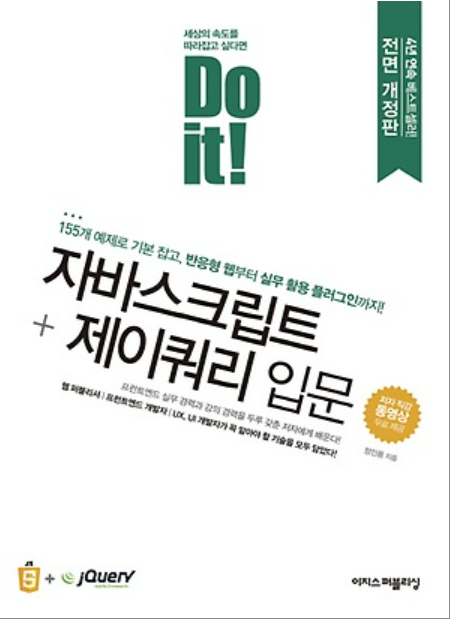 세상의 속도를
따라잡고 싶다면
Do
it!
4년 연속 베스트셀러!
전면 개정판
155개 예제로 기본 잡고, 반응형 웹부터 실무 활용 플러그인까지!
자바스크립트
+ 제이쿼리 입문
프런트엔드 실무 경력과 강의 경력을 두루 갖춘 저자에게 배운다!
웹 퍼블리셔 | 프런트엔드 개발자 | UX, UI 개발자가 꼭 알아야 할 기술을 모두 담았다!
저자 직강
동영상
무료 제공
정인용 지음
JS
5 + jQuery
이지스퍼블리싱